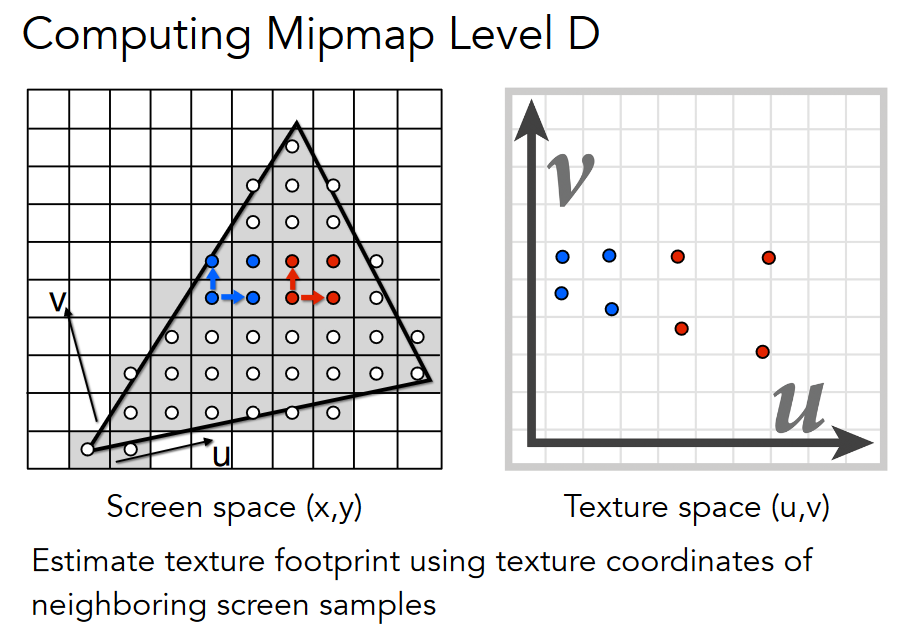 Computing Mipmap Level D
v
u
v
u
Screen space (x,y)
Texture space (u,v)
Estimate texture footprint using texture coordinates of
neighboring screen samples